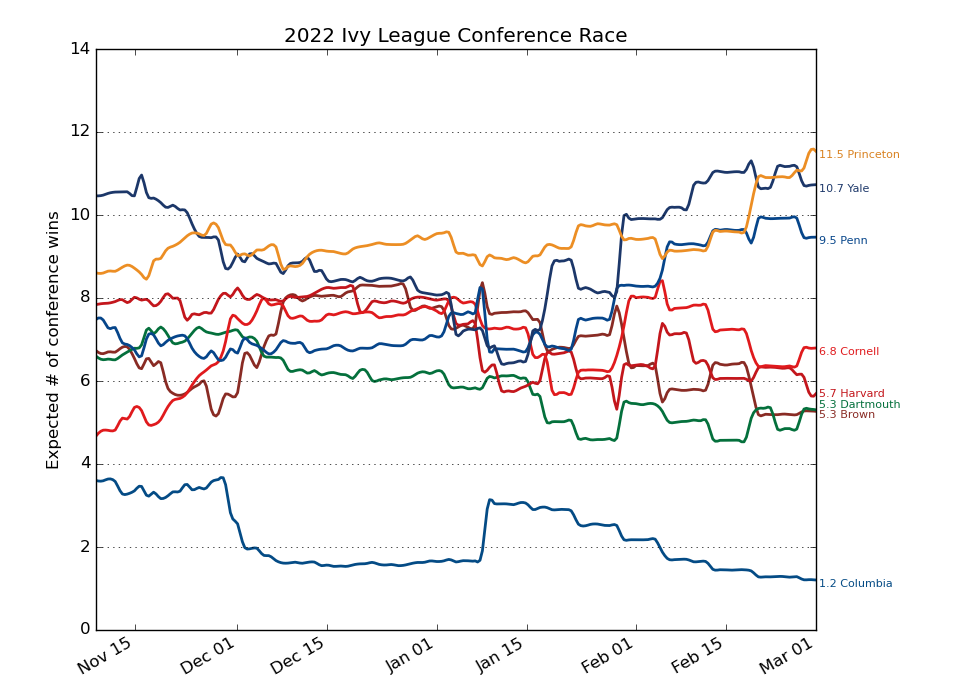 2022 Ivy League Conference Race
Expected # of conference wins
14
12
10
8
6
4
2
0
Nov 15
Dec 01
Dec 15
Jan 01
Jan 15
Feb 01
Feb 15
Mar 01
11.5 Princeton
10.7 Yale
9.5 Penn
6.8 Cornell
5.7 Harvard
5.3 Dartmouth
5.3 Brown
1.2 Columbia